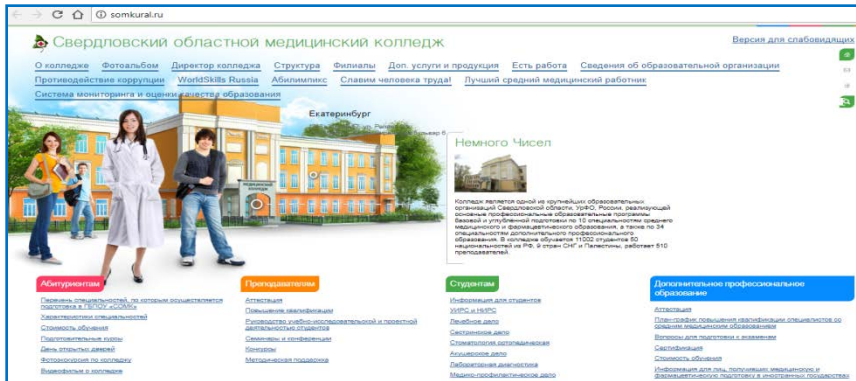 somkural.ru
Свердловский областной медицинский колледж
Версия для слабовидящих
О колледже Фотоальбом Директор колледжа Структура Филиалы Доп. услуги и продукция Есть работа Сведения об образовательной организации
Противодействие коррупции WorldSkills Russia Абилимпикс Славим человека труда! Лучший средний медицинский работник
Система мониторинга и оценки качества образования
Екатеринбург
МЕДИЦИНСКИЙ
КОЛЛЕДЖ
Немного Чисел
Колледж является одной из крупнейших образовательных
организаций Свердловской области, УрФО, России, реализующей
основные профессиональные образовательные программы
базовой и углублённой подготовки по 10 специальностям среднего
медицинского и фармацевтического образования, а также по 34
специальностям дополнительного профессионального
образования. В колледже обучается 11002 студентов 60
национальностей из РФ, 9 стран СНГ и Палестины, работает 510
преподавателей.
Абитуриентам
Перечень специальностей, по которым осуществляется
подготовка в ГБПОУ «СОМК»
Характеристики специальностей
Стоимость обучения
Подготовительные курсы
День открытых дверей
Фотоэкскурсия по колледжу
Видеофильм о колледже
Преподавателям
Аттестация
Повышение квалификации
Руководство учебно-исследовательской и проектной
деятельностью студентов
Семинары и конференции
Конкурсы
Методическая поддержка
Студентам
Информация для студентов
УИРС и НИРС
Лечебное дело
Сестринское дело
Стоматология ортопедическая
Акушерское дело
Лабораторная диагностика
Медико-профилактическое дело
Дополнительное профессиональное
образование
Аттестация
План-график повышения квалификации специалистов со
средним медицинским образованием
Вопросы для подготовки к экзаменам
Сертификация
Стоимость обучения
Информация для лиц, получивших медицинскую и
фармацевтическую подготовку в иностранных государствах